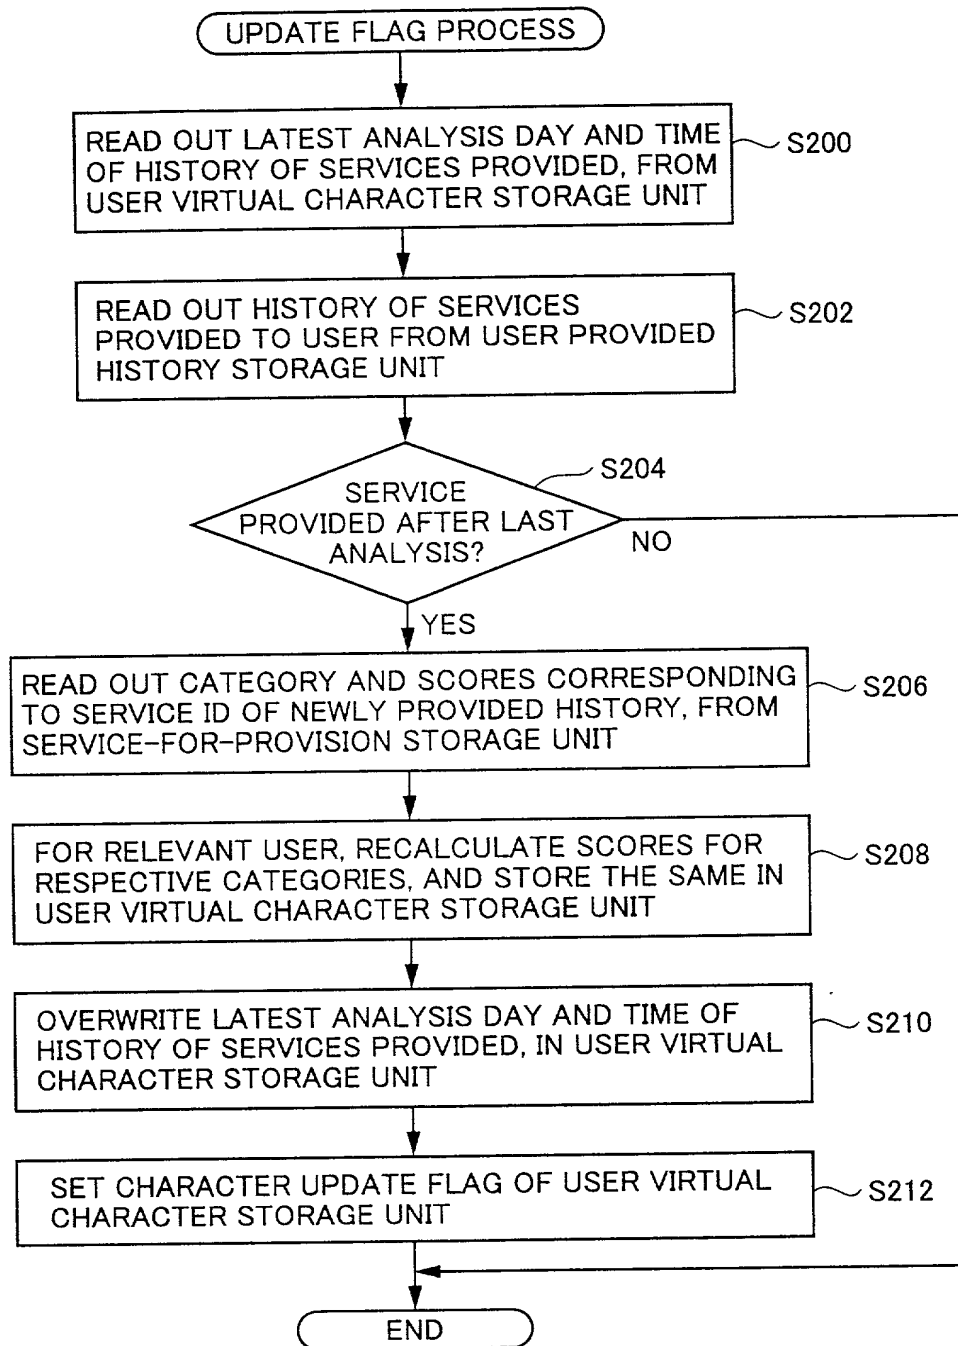 UPDATE FLAG PROCESS
READ OUT LATEST ANALYSIS DAY AND TIME
OF HISTORY OF SERVICES PROVIDED, FROM
USER VIRTUAL CHARACTER STORAGE UNIT
S200
READ OUT HISTORY OF SERVICES
PROVIDED TO USER FROM USER PROVIDED
HISTORY STORAGE UNIT
S202
S204
SERVICE
PROVIDED AFTER LAST
ANALYSIS?
NO
YES
READ OUT CATEGORY AND SCORES CORRESPONDING
TO SERVICE ID OF NEWLY PROVIDED HISTORY, FROM
SERVICE-FOR-PROVISION STORAGE UNIT
S206
FOR RELEVANT USER, RECALCULATE SCORES FOR
RESPECTIVE CATEGORIES, AND STORE THE SAME IN
USER VIRTUAL CHARACTER STORAGE UNIT
S208
OVERWRITE LATEST ANALYSIS DAY AND TIME OF
HISTORY OF SERVICES PROVIDED, IN USER VIRTUAL
CHARACTER STORAGE UNIT
S210
SET CHARACTER UPDATE FLAG OF USER VIRTUAL
CHARACTER STORAGE UNIT
S212
END